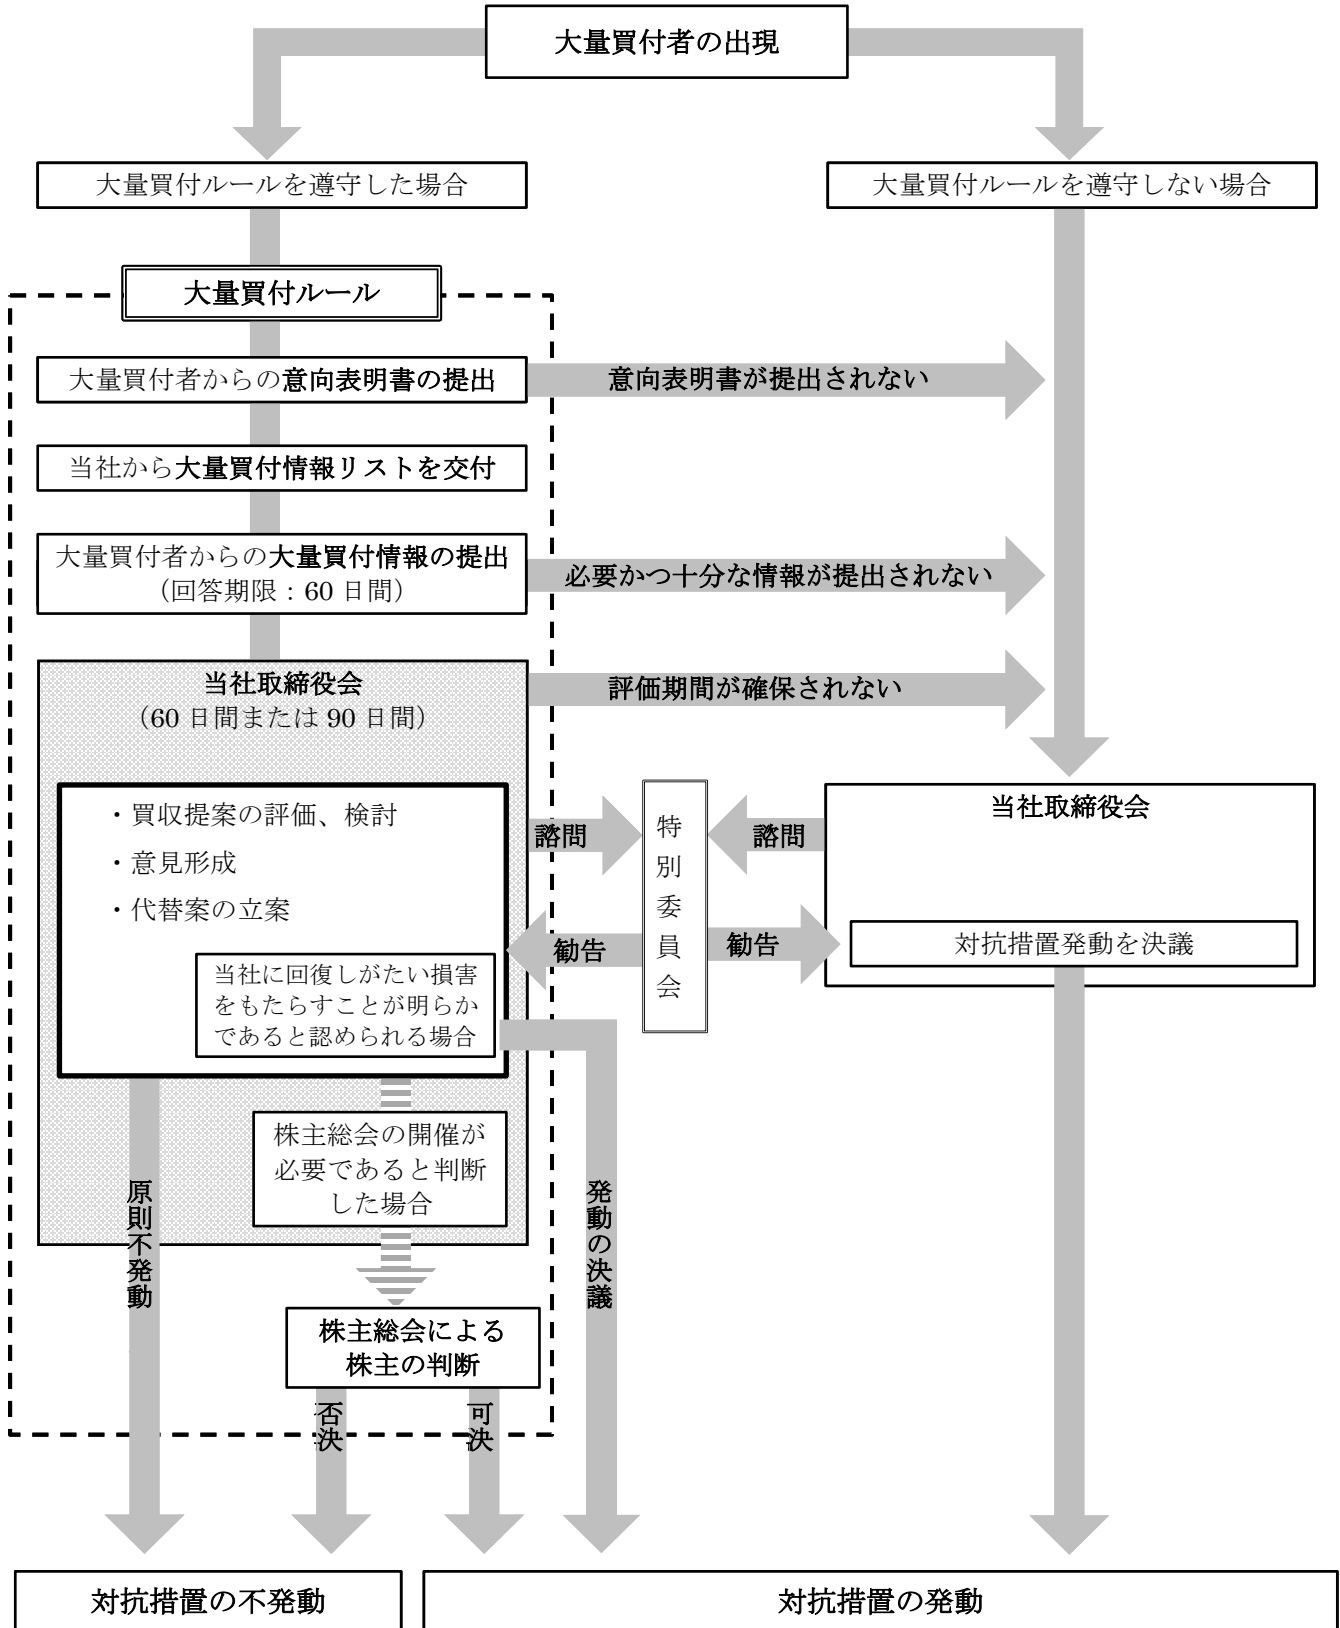 大量買付者の出現
大量買付ルールを遵守した場合
大量買付ルールを遵守しない場合
大量買付ルール
大量買付者からの意向表明書の提出
意向表明書が提出されない
当社から大量買付情報リストを交付
大量買付者からの大量買付情報の提出
（回答期限：60 日間）
必要かつ十分な情報が提出されない
当社取締役会
（60 日間または 90 日間）
評価期間が確保されない
・買収提案の評価、検討
・意見形成
・代替案の立案
当社に回復しがたい損害
をもたらすことが明らか
であると認められる場合
諮問
勧告
特別委員会
諮問
勧告
当社取締役会
対抗措置発動を決議
株主総会の開催が
必要であると判断
した場合
原則不発動
発動の決議
株主総会による
株主の判断
否決
可決
対抗措置の不発動
対抗措置の発動